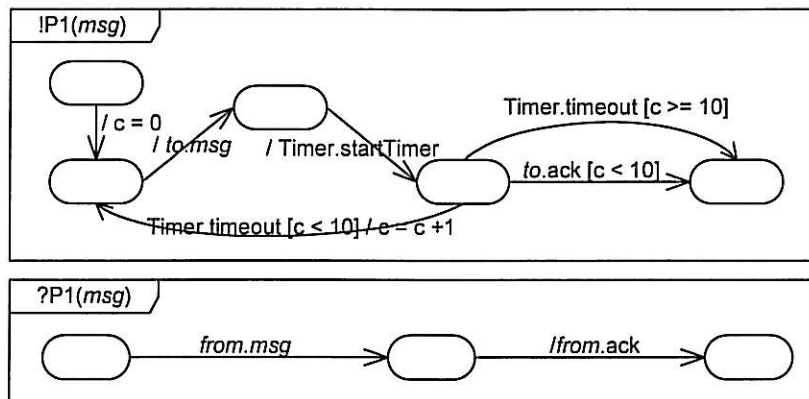 !P1(msg)
/ c = 0
/ to.msg
/ Timer.startTimer
Timer.timeout [c >= 10]
to.ack [c < 10]
Timer.timeout [c < 10] / c = c +1
?P1(msg)
from.msg
/from.ack